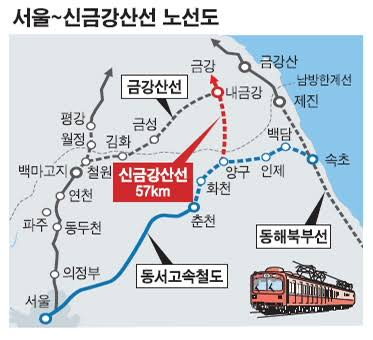 서울~신금강산선 노선도
금강
금강산
금강산선
내금강
남방한계선
제진
평강
월정
김화
금성
백담
백마고지
철원
신금강산선
57km
양구
인제
속초
화천
연천
파주
동두천
춘천
동해북부선
의정부
동서고속철도
서울